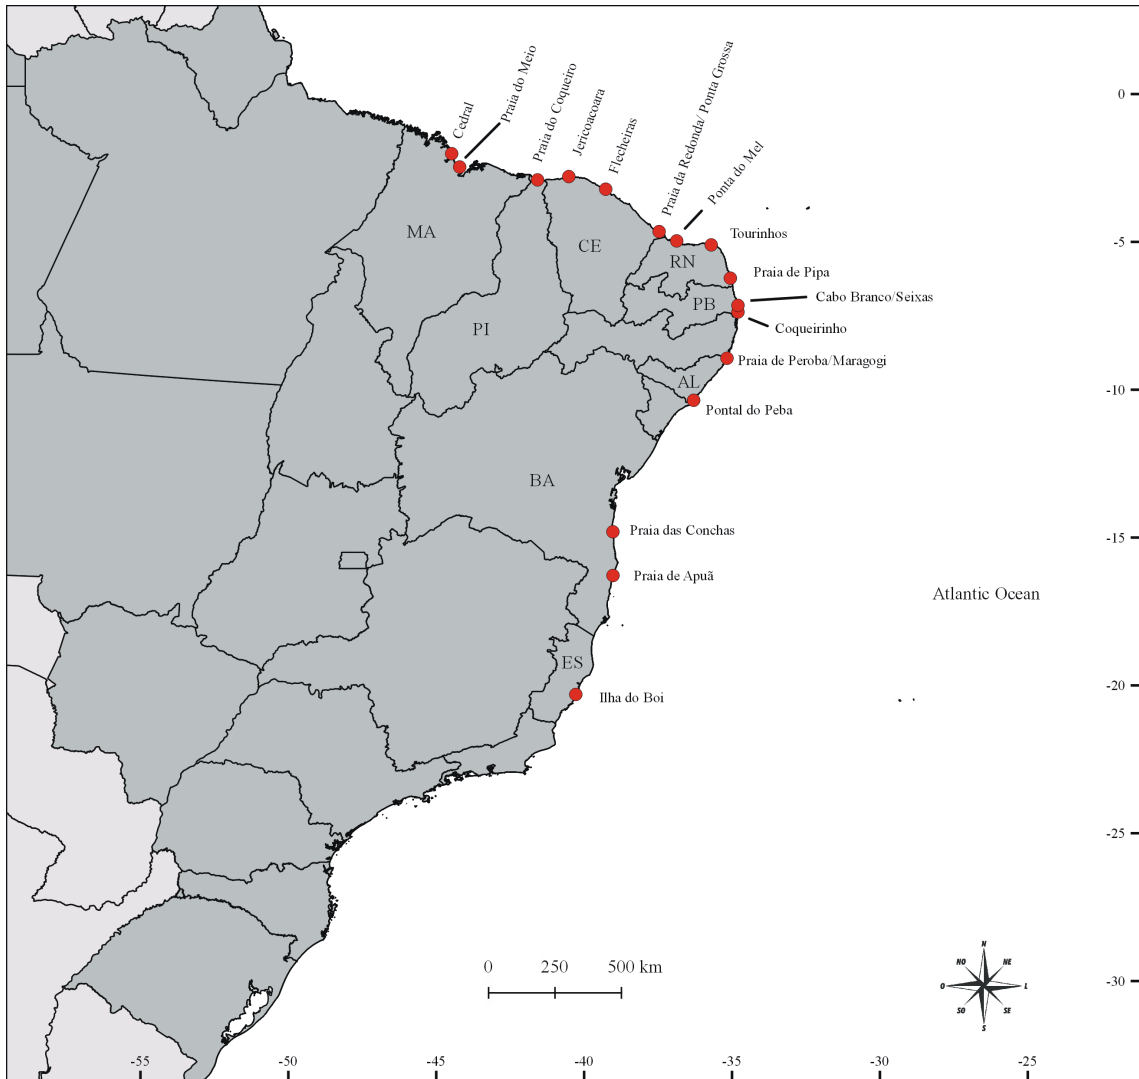 Cedral
Praia do Meio
Praia do Coqueiro
Jericoacoara
Flecheiras
Praia da Redonda/ Ponta Grossa
Ponta do Mel
Tourinhos
Praia de Pipa
Cabo Branco/Seixas
Coqueirinho
Praia de Peroba/Maragogi
Pontal do Peba
Praia das Conchas
Praia de Apuã
Ilha do Boi
MA
PI
CE
RN
PB
AL
BA
ES
Atlantic Ocean
0
-5
-10
-15
-20
-25
-30
0 250 500 km
N
NO NE
O L
SO SE
S
-55 -50 -45 -40 -35 -30 -25